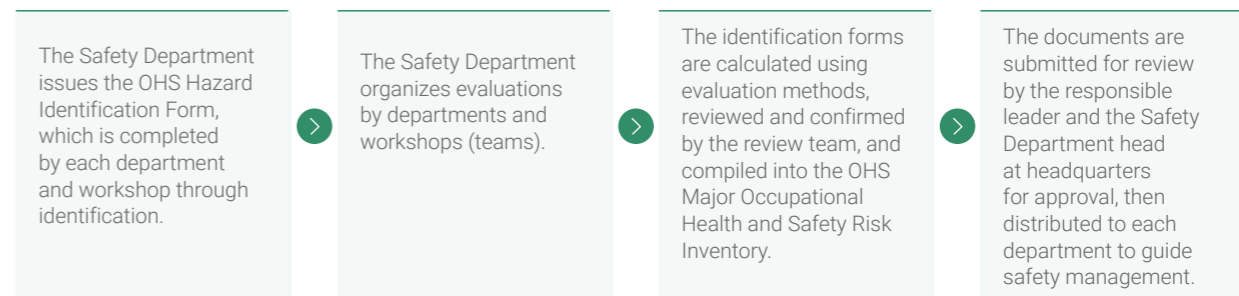 The Safety Department
issues the OHS Hazard
Identification Form,
which is completed
by each department
and workshop through
identification.
The Safety Department
organizes evaluations
by departments and
workshops (teams).
The identification forms
are calculated using
evaluation methods,
reviewed and confirmed
by the review team, and
compiled into the OHS
Major Occupational
Health and Safety Risk
Inventory.
The documents are
submitted for review
by the responsible
leader and the Safety
Department head
at headquarters
for approval, then
distributed to each
department to guide
safety management.